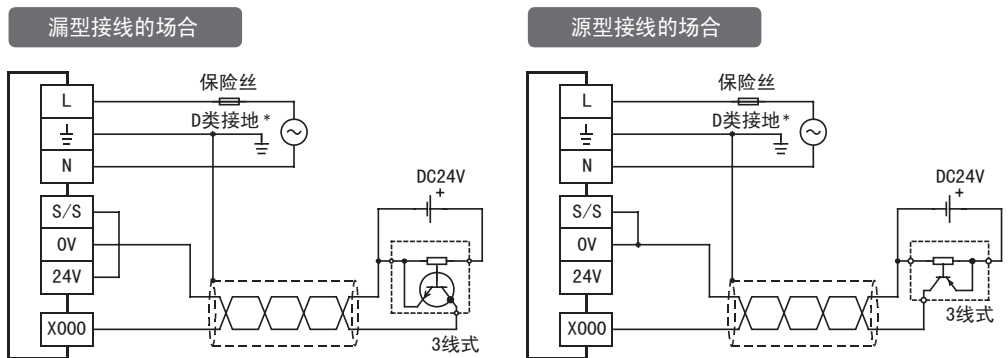 漏型接线的场合
L
N
S/S
0V
24V
X000
保险丝
D类接地*
DC24V
+
3线式
源型接线的场合
L
N
S/S
0V
24V
X000
保险丝
D类接地*
DC24V
+
3线式